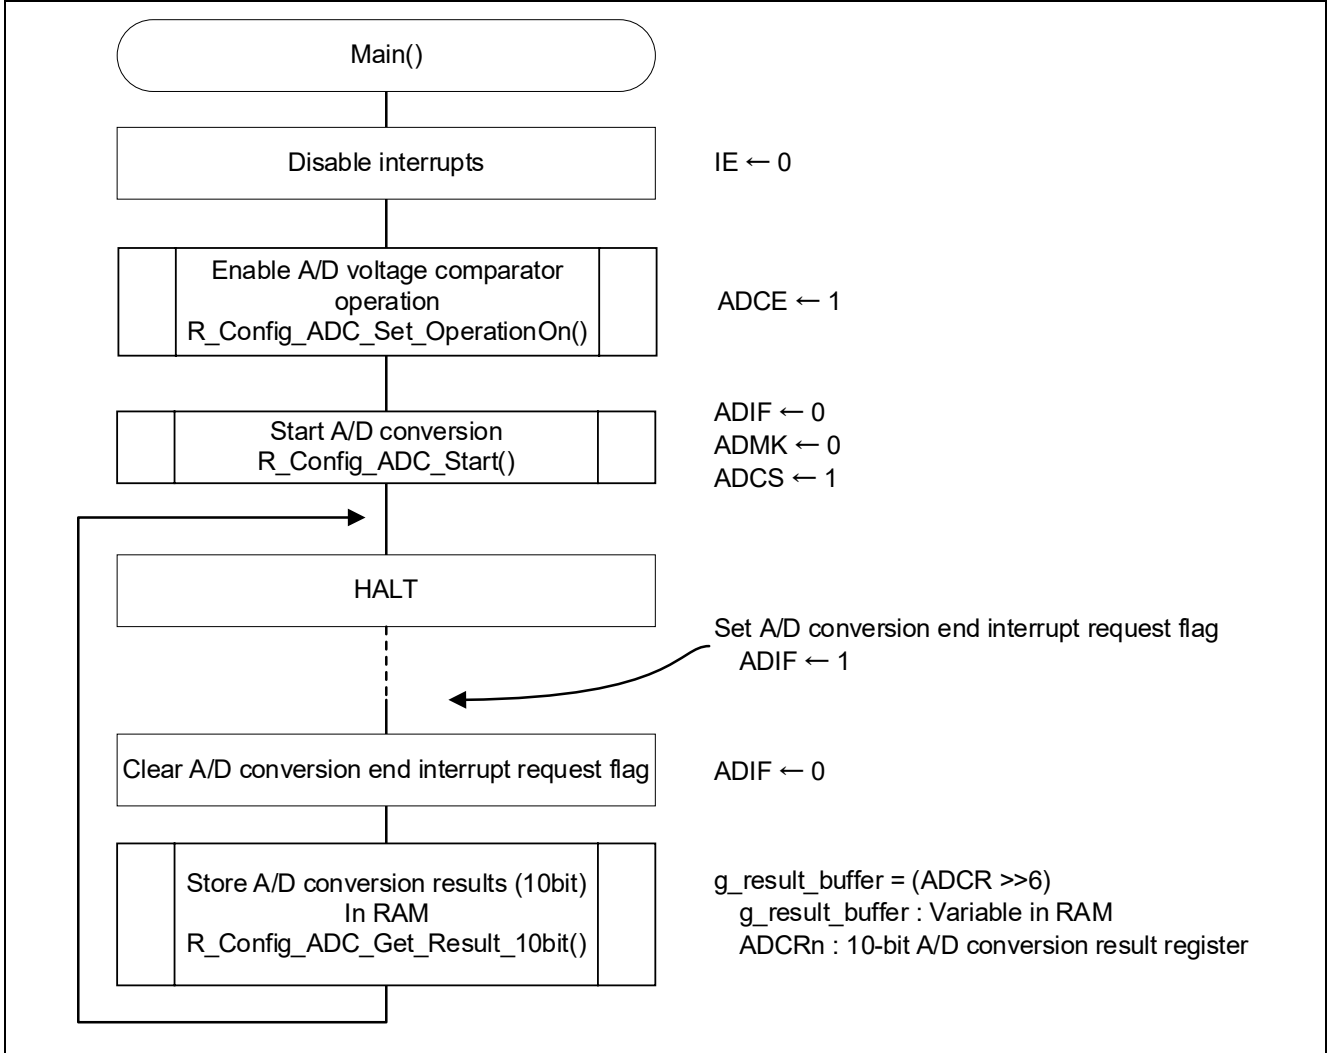 Main()
Disable interrupts
IE ← 0
Enable A/D voltage comparator
operation
R_Config_ADC_Set_OperationOn()
ADCE ← 1
Start A/D conversion
R_Config_ADC_Start()
ADIF ← 0
ADMK ← 0
ADCS ← 1
HALT
Set A/D conversion end interrupt request flag
ADIF ← 1
Clear A/D conversion end interrupt request flag
ADIF ← 0
Store A/D conversion results (10bit)
In RAM
R_Config_ADC_Get_Result_10bit()
g_result_buffer = (ADCR >>6)
g_result_buffer : Variable in RAM
ADCRn : 10-bit A/D conversion result register